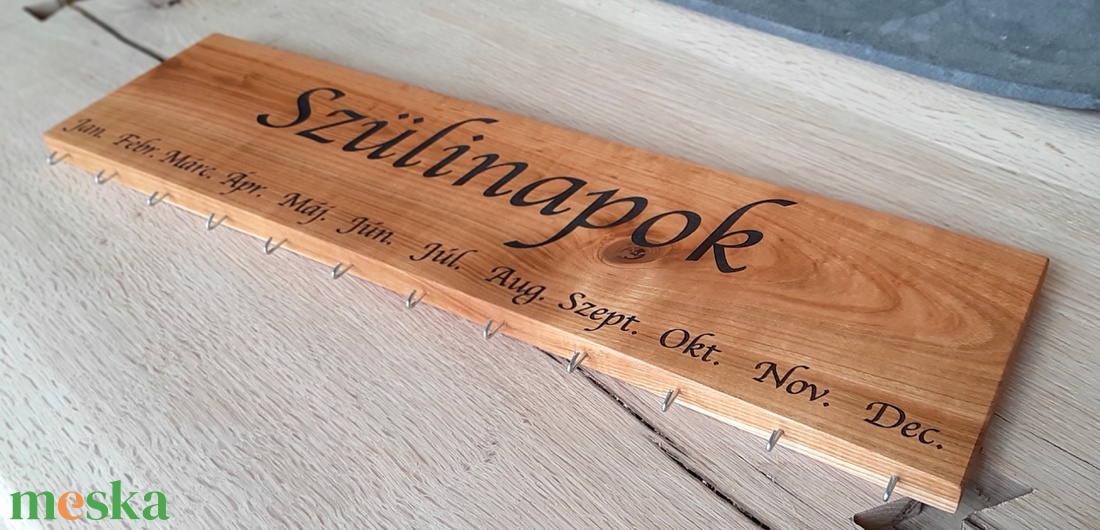 Szülinapok
Jan. Febr. Márc. Ápr. Máj. Jún. Júl. Aug. Szept. Okt. Nov. Dec.
meska